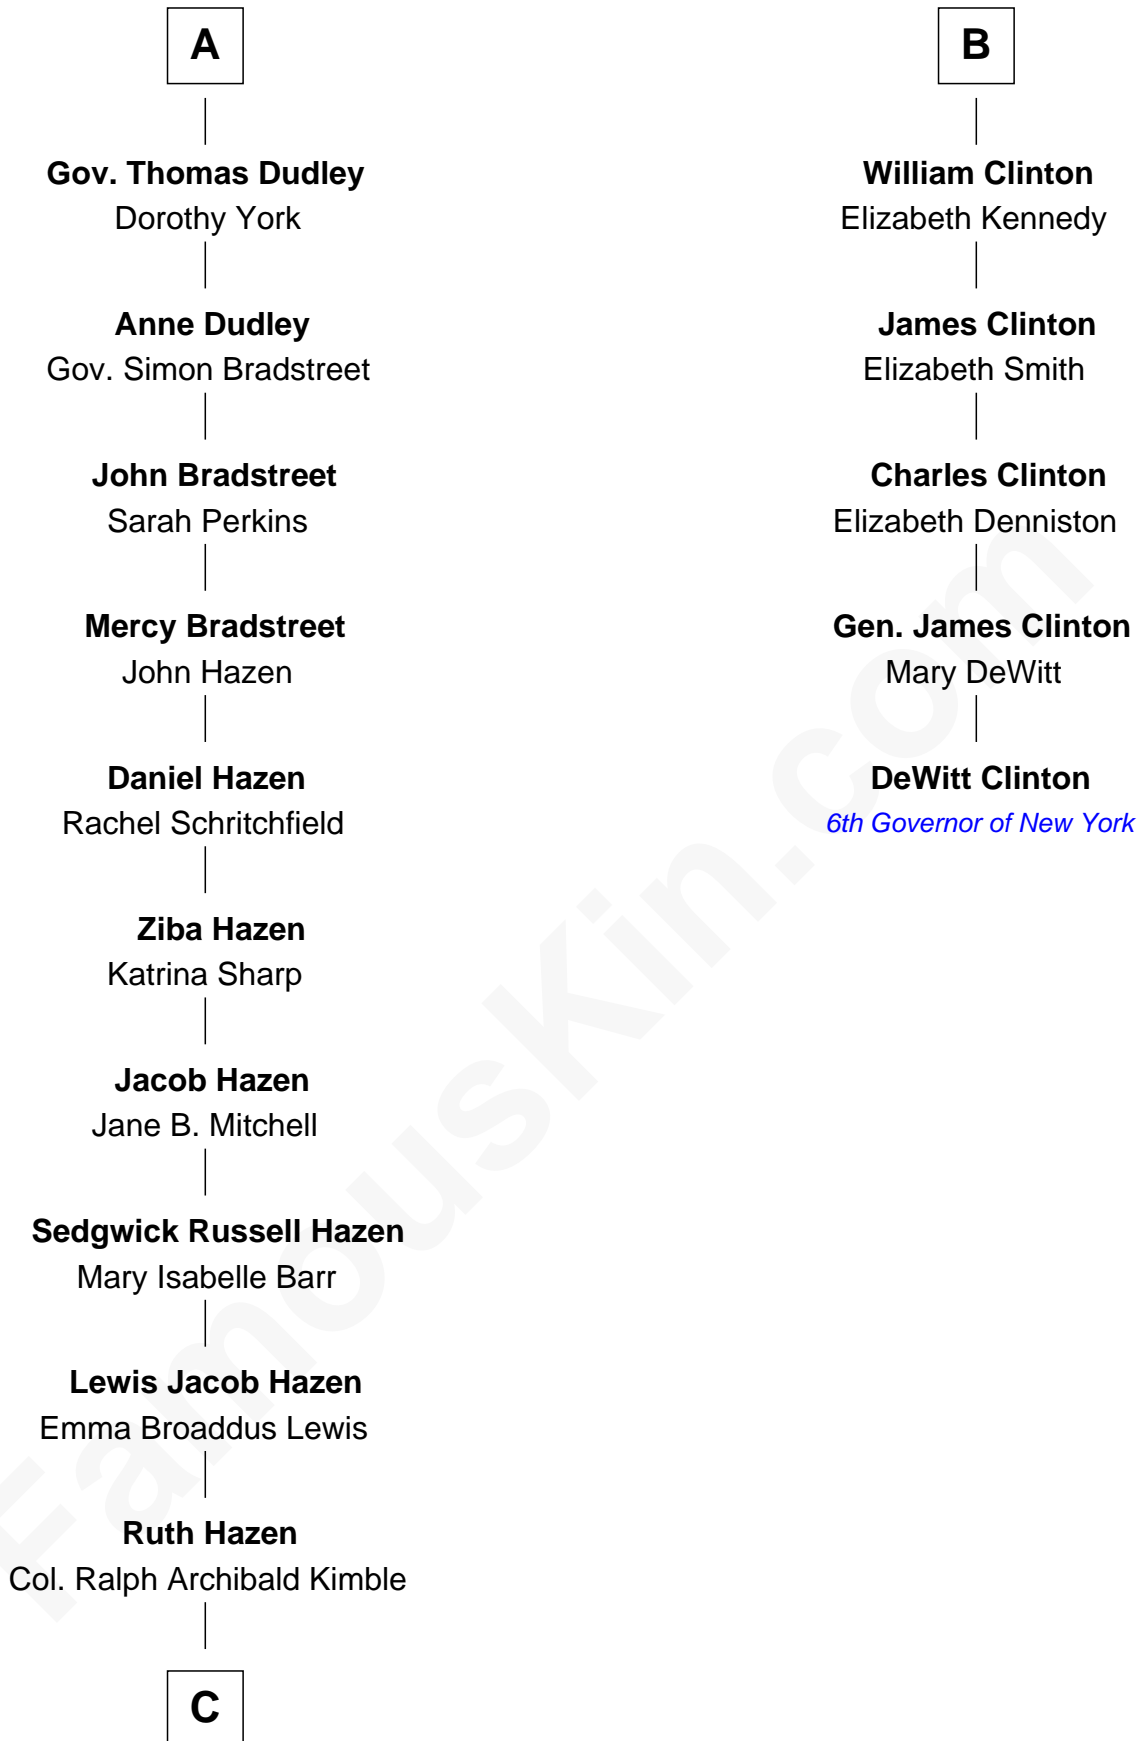 A
Gov. Thomas Dudley
Dorothy York
Anne Dudley
Gov. Simon Bradstreet
John Bradstreet
Sarah Perkins
Mercy Bradstreet
John Hazen
Daniel Hazen
Rachel Schritchfield
Ziba Hazen
Katrina Sharp
Jacob Hazen
Jane B. Mitchell
Sedgwick Russell Hazen
Mary Isabelle Barr
Lewis Jacob Hazen
Emma Broaddus Lewis
Ruth Hazen
Col. Ralph Archibald Kimble
C
B
William Clinton
Elizabeth Kennedy
James Clinton
Elizabeth Smith
Charles Clinton
Elizabeth Denniston
Gen. James Clinton
Mary DeWitt
DeWitt Clinton
6th Governor of New York
FamousKin.com